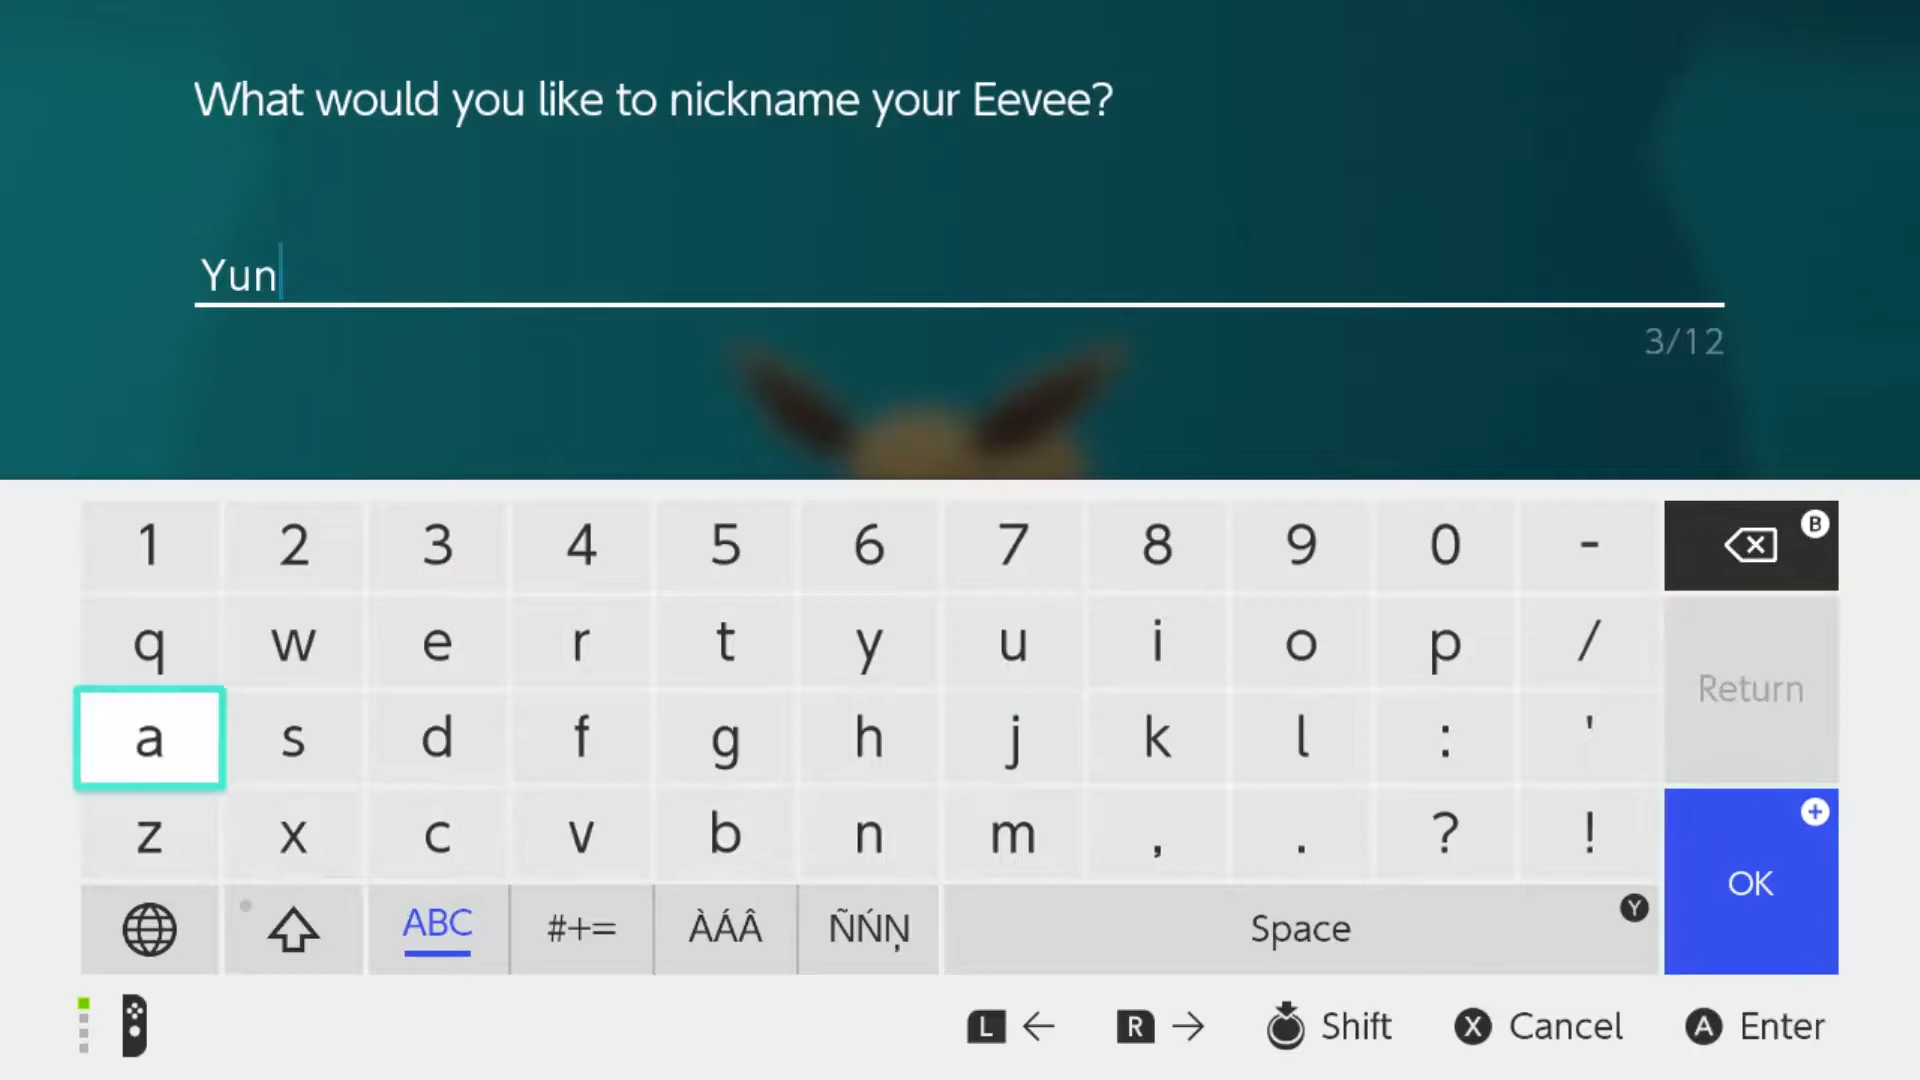 What would you like to nickname your Eevee?
Yun
3/12
1 2 3 4 5 6 7 8 9 0 - B
q w e r t y u i o p /
Return
a s d f g h j k l : '
z x c v b n m , . ? ! +
OK
ABC #+= ÀÁÂ ÑŃŅ Space Y
L ← R → Shift X Cancel A Enter